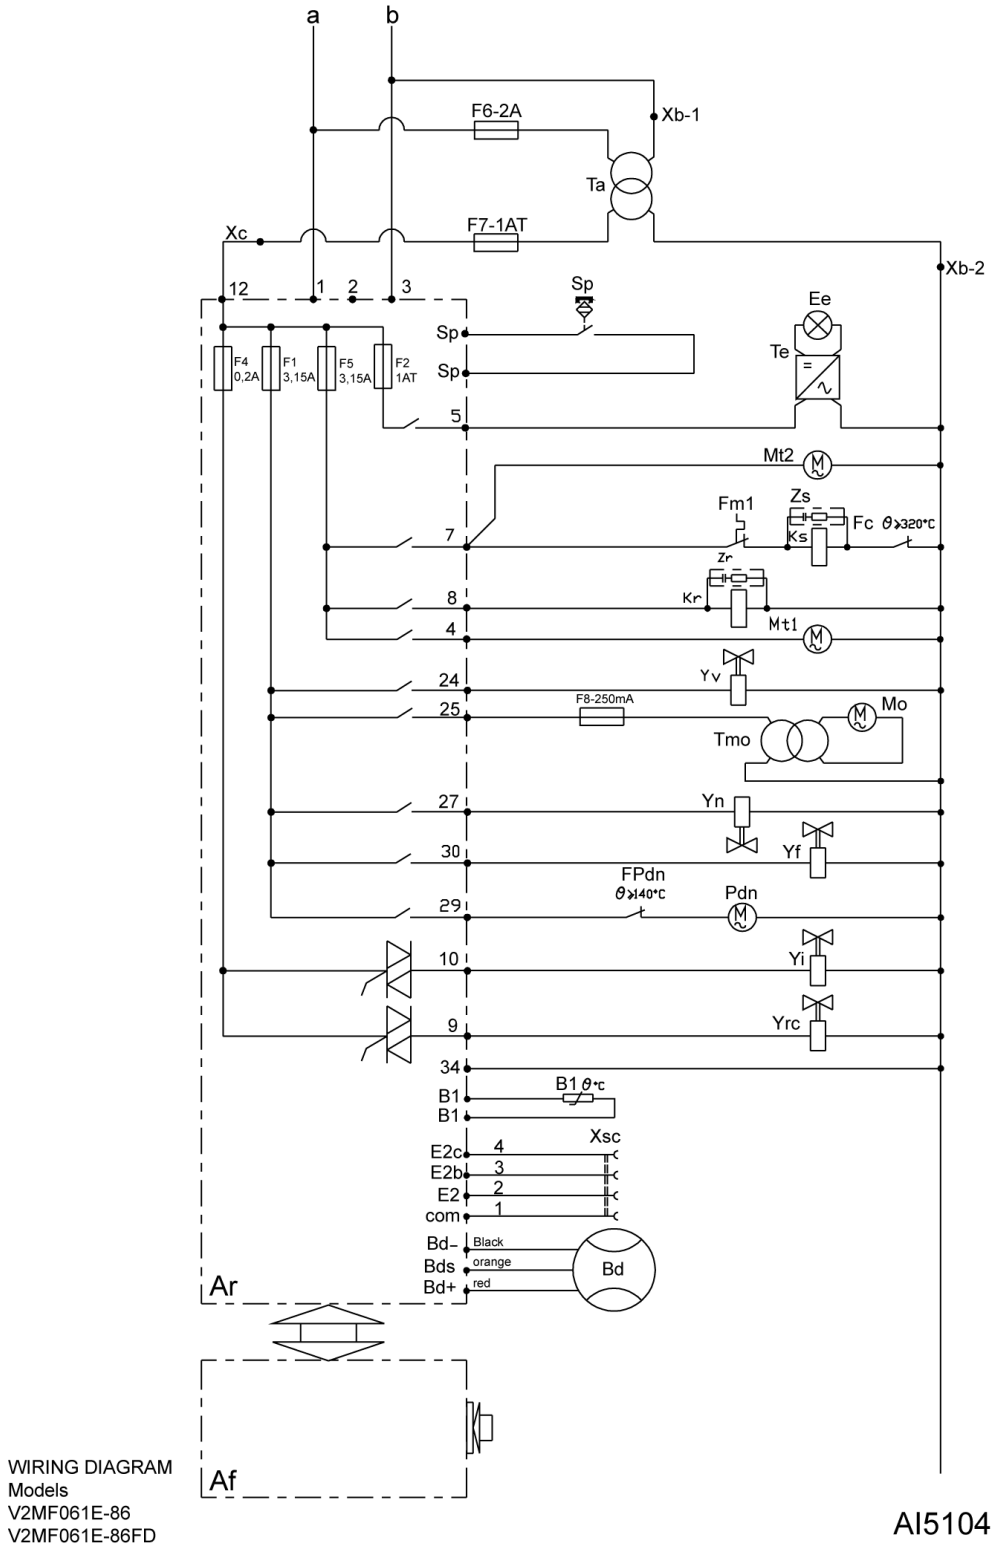 a
b
F6-2A
Xb-1
Ta
Xc
F7-1AT
Xb-2
12
1
2
3
Sp
Ee
Sp
Te
F4
0,2A
F1
3,15A
F5
3,15A
F2
1AT
=
Sp
5
Mt2
M
Zs
Fm1
Fc ϑ≥320°C
7
Ks
Zr
8
Kr
Mt1
4
M
Yv
24
F8-250mA
Mo
25
M
Tmo
27
Yn
30
Yf
FPdn
ϑ≥140°C
Pdn
29
M
10
Yi
9
Yrc
34
B1
B1 ϑ°C
B1
Xsc
E2c
4
E2b
3
E2
2
com
1
Bd–
Black
Bds
orange
Bd
Bd+
red
Ar
Af
WIRING DIAGRAM
Models
V2MF061E-86
V2MF061E-86FD
AI5104